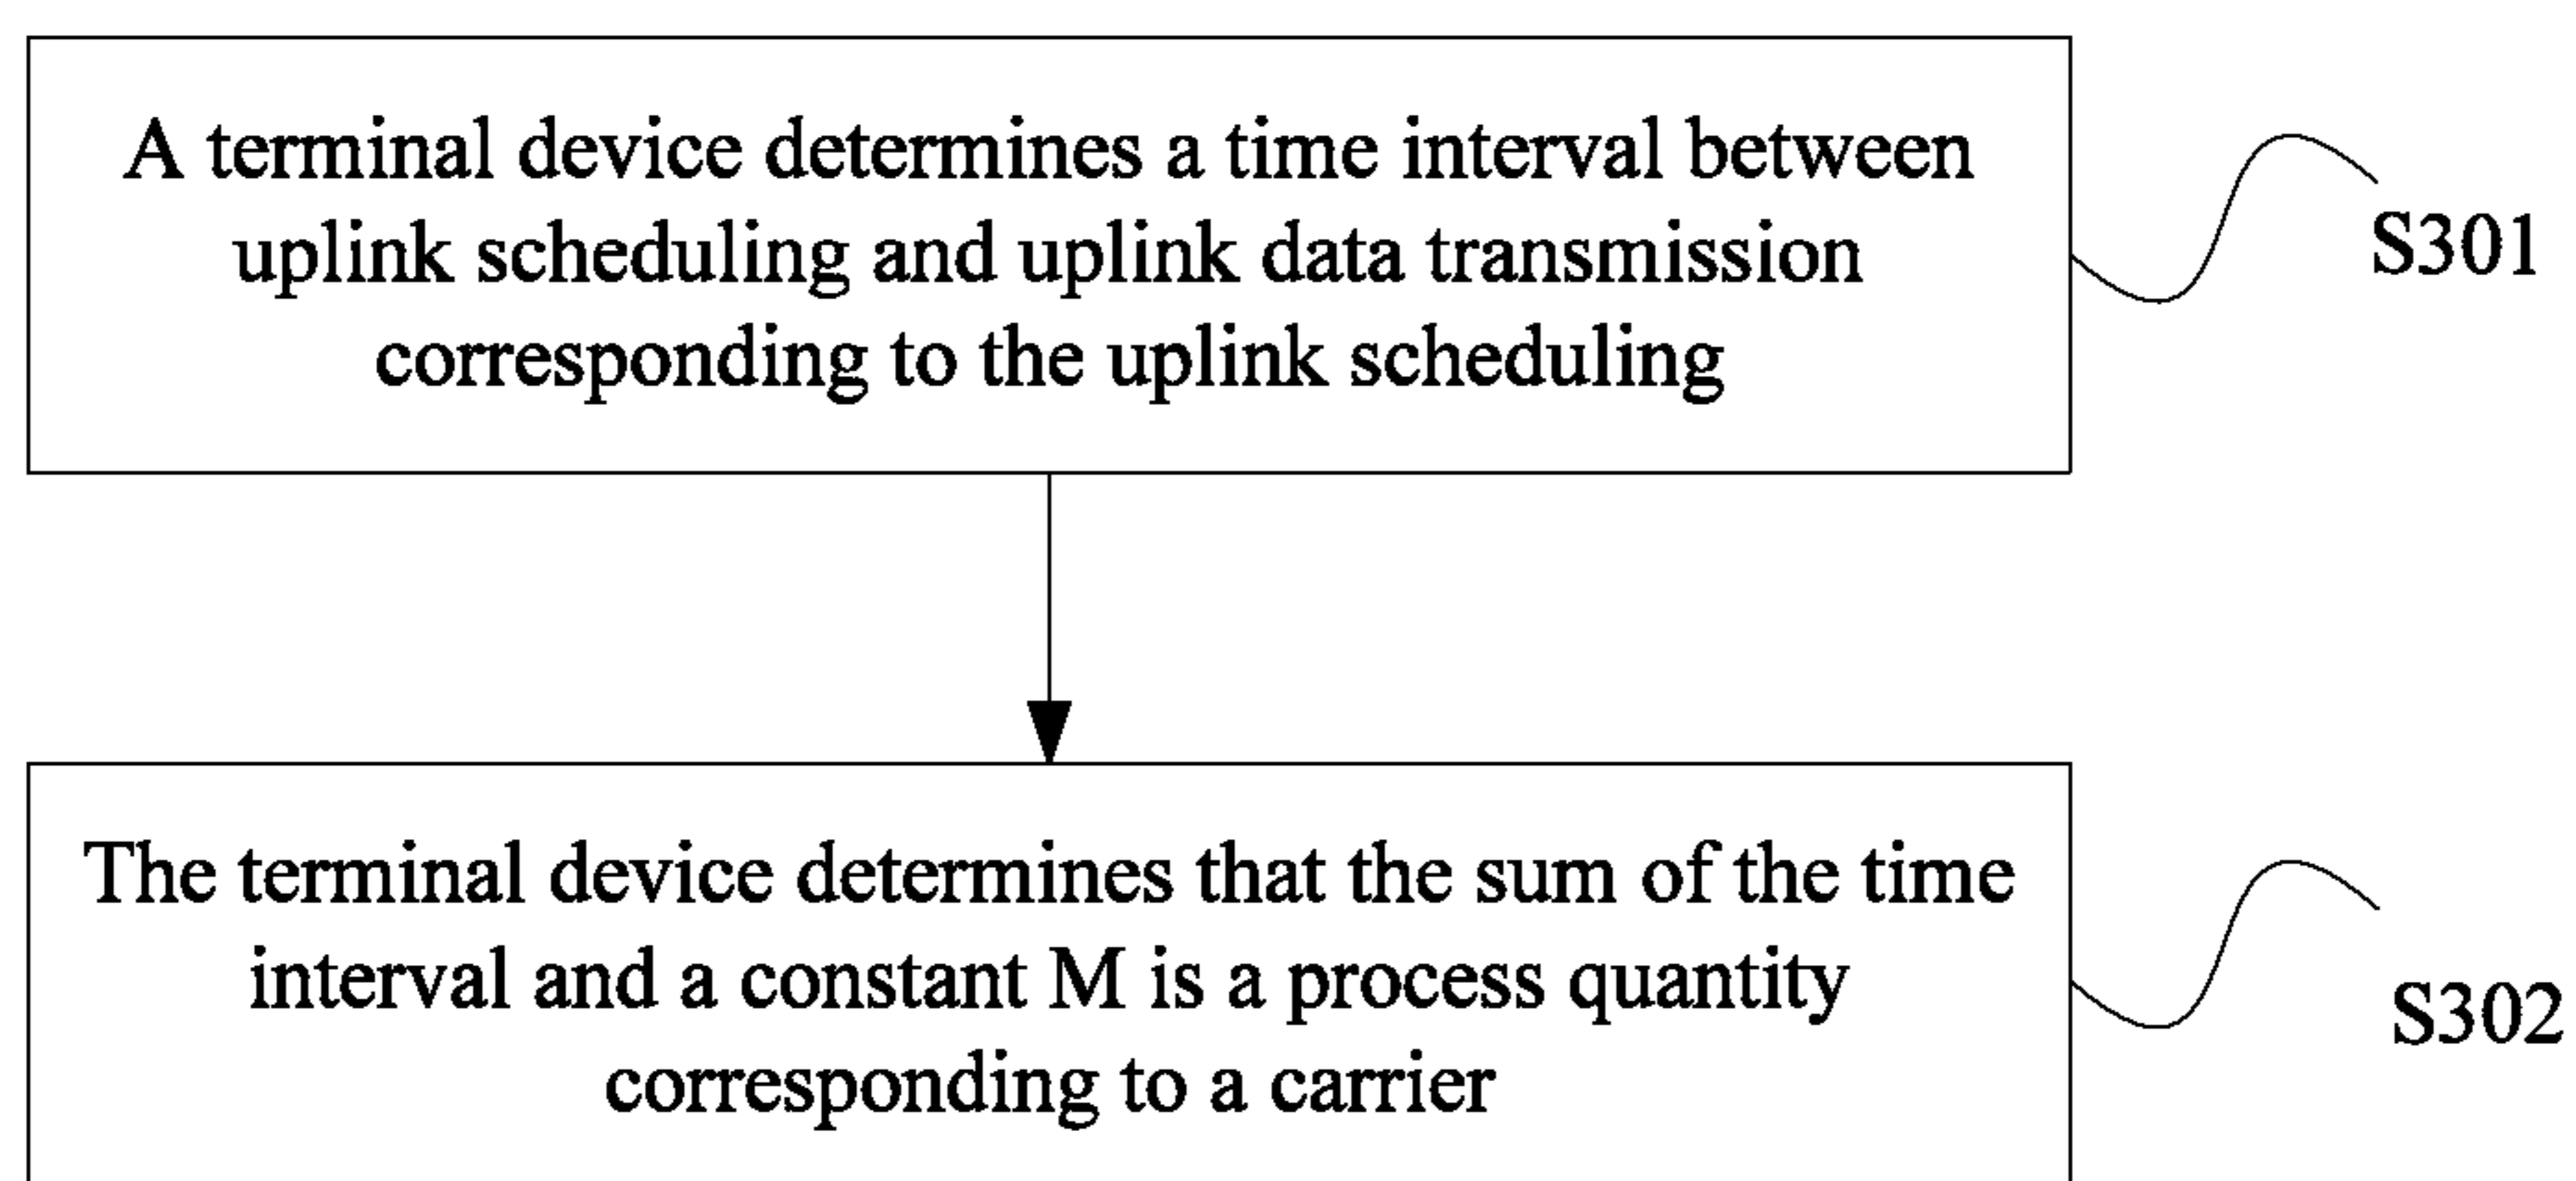 A terminal device determines a time interval between
uplink scheduling and uplink data transmission
corresponding to the uplink scheduling
S301
The terminal device determines that the sum of the time
interval and a constant M is a process quantity
corresponding to a carrier
S302